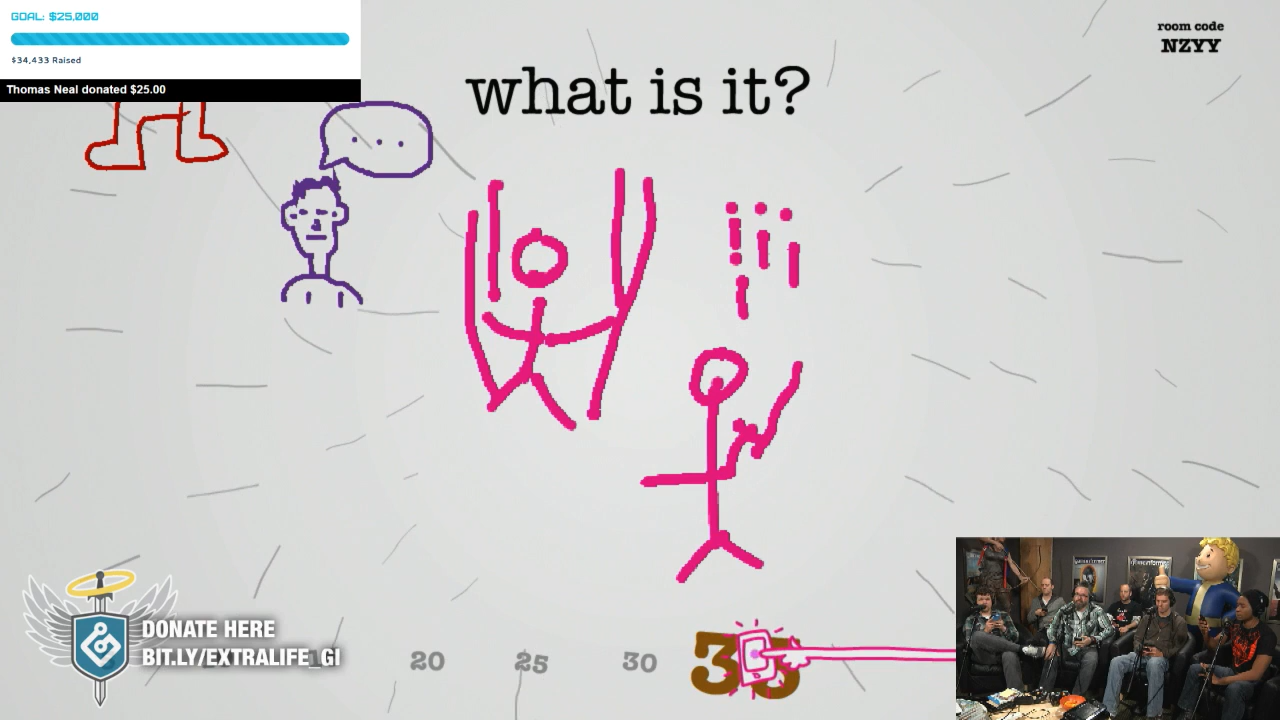 GOAL: $25,000
$34,433 Raised
Thomas Neal donated $25.00
room code
NZYY
what is it?
...
!
DONATE HERE
BIT.LY/EXTRALIFE_GI
20 25 30 35